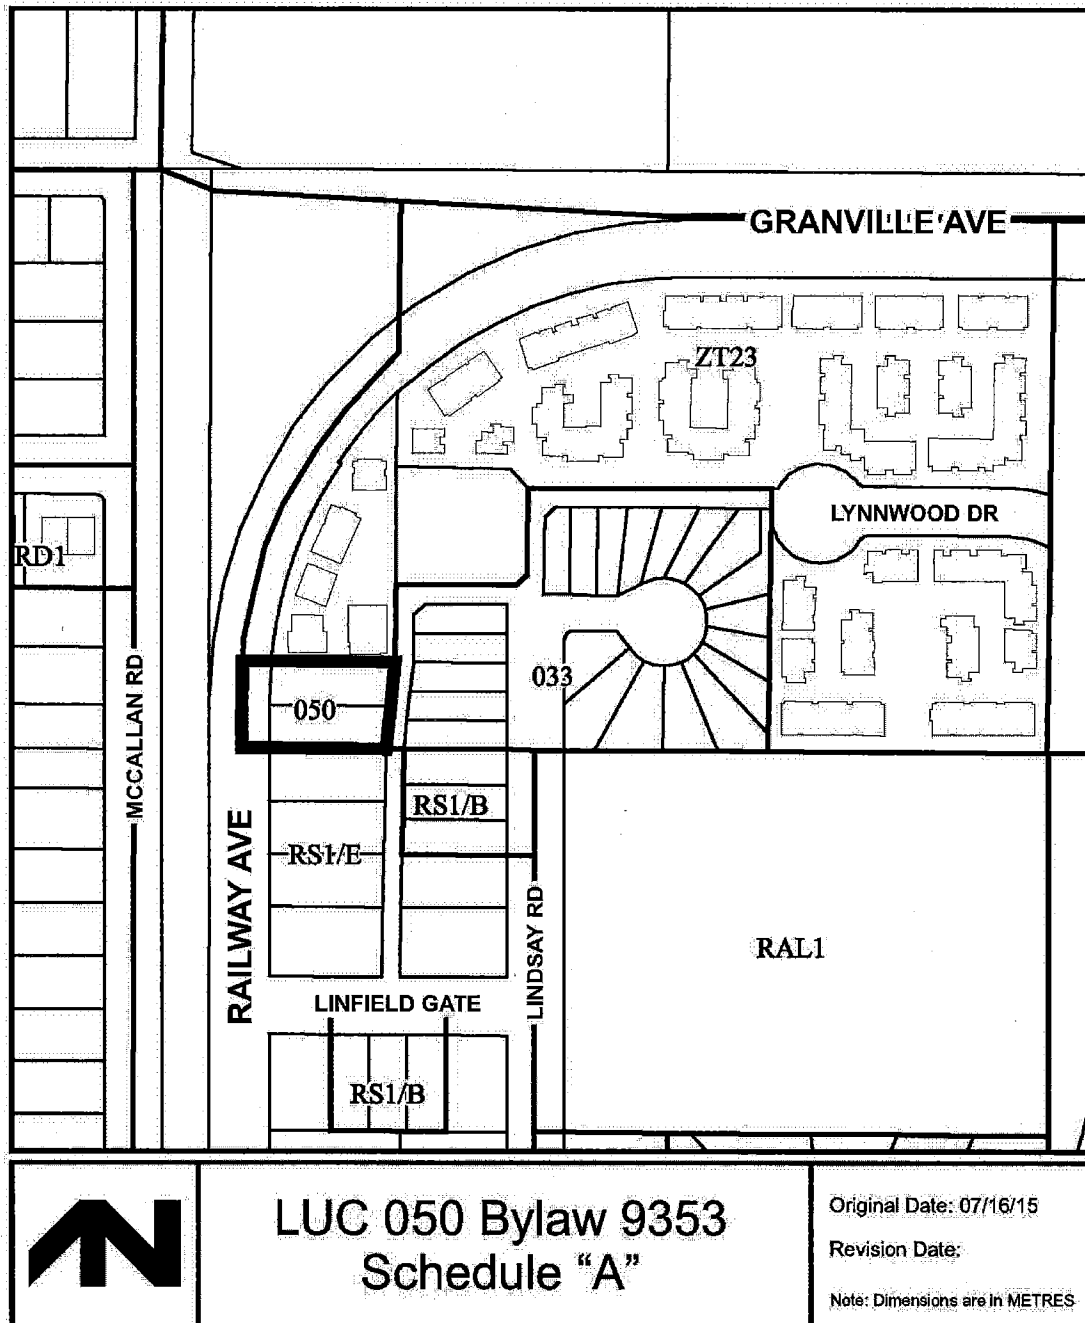 GRANVILLE AVE
ZT23
LYNNWOOD DR
RD1
033
050
MCCALLAN RD
RS1/B
RS1/E
RAILWAY AVE
LINDSAY RD
RAL1
LINFIELD GATE
RS1/B
LUC 050 Bylaw 9353
Schedule “A”
Original Date: 07/16/15
Revision Date:
Note: Dimensions are in METRES